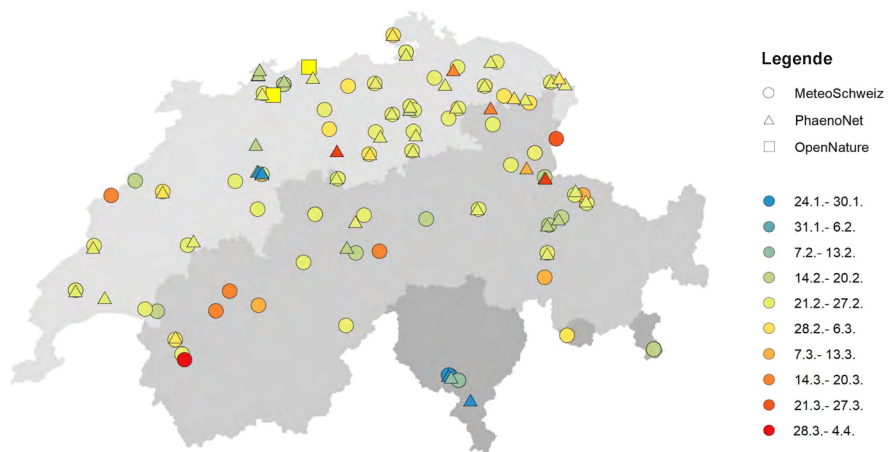 Legende
MeteoSchweiz
PhaenoNet
OpenNature
24.1.- 30.1.
31.1.- 6.2.
7.2.- 13.2.
14.2.- 20.2.
21.2.- 27.2.
28.2.- 6.3.
7.3.- 13.3.
14.3.- 20.3.
21.3.- 27.3.
28.3.- 4.4.